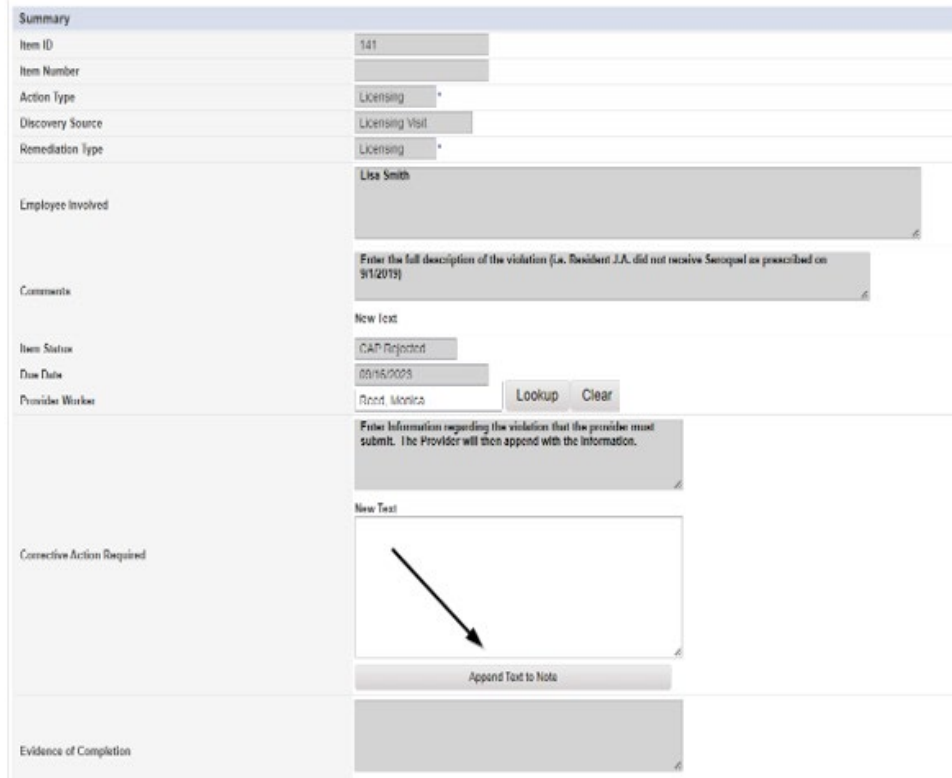 Summary
Item ID 141
Item Number
Action Type Licensing *
Discovery Source Licensing Visit
Remediation Type Licensing *
Employee Involved Lisa Smith
Comments Enter the full description of the violation (i.e. Resident J.A. did not receive Seroquel as prescribed on
9/1/2019)
New Text
Item Status CAP Rejected
Due Date 09/16/2023
Provider Worker Reed, Monica Lookup Clear
Enter Information regarding the violation that the provider must
submit. The Provider will then append with the Information.
New Text
Corrective Action Required
Append Text to Note
Evidence of Completion